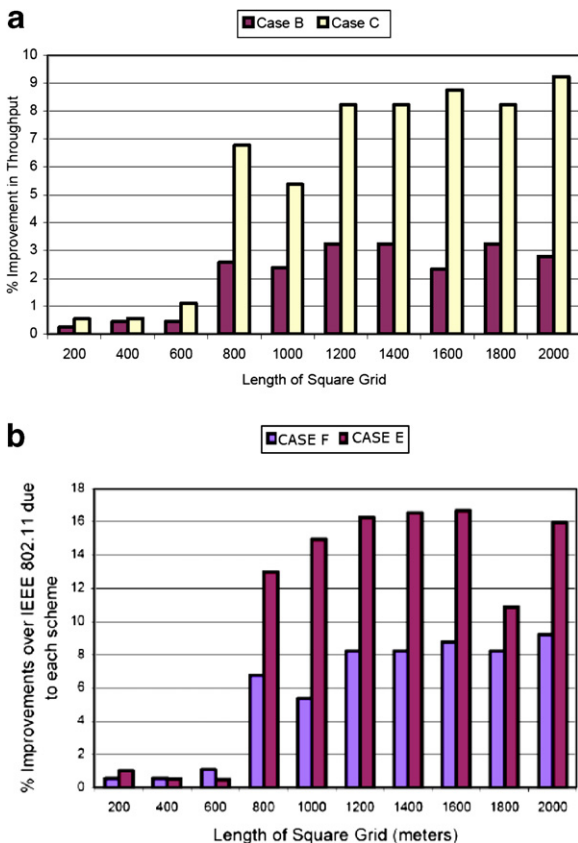 a
Case B Case C
% Improvement in Throughput
10
9
8
7
6
5
4
3
2
1
0
200 400 600 800 1000 1200 1400 1600 1800 2000
Length of Square Grid
b
CASE F CASE E
% Improvements over IEEE 802.11 due
to each scheme
18
16
14
12
10
8
6
4
2
0
200 400 600 800 1000 1200 1400 1600 1800 2000
Length of Square Grid (meters)